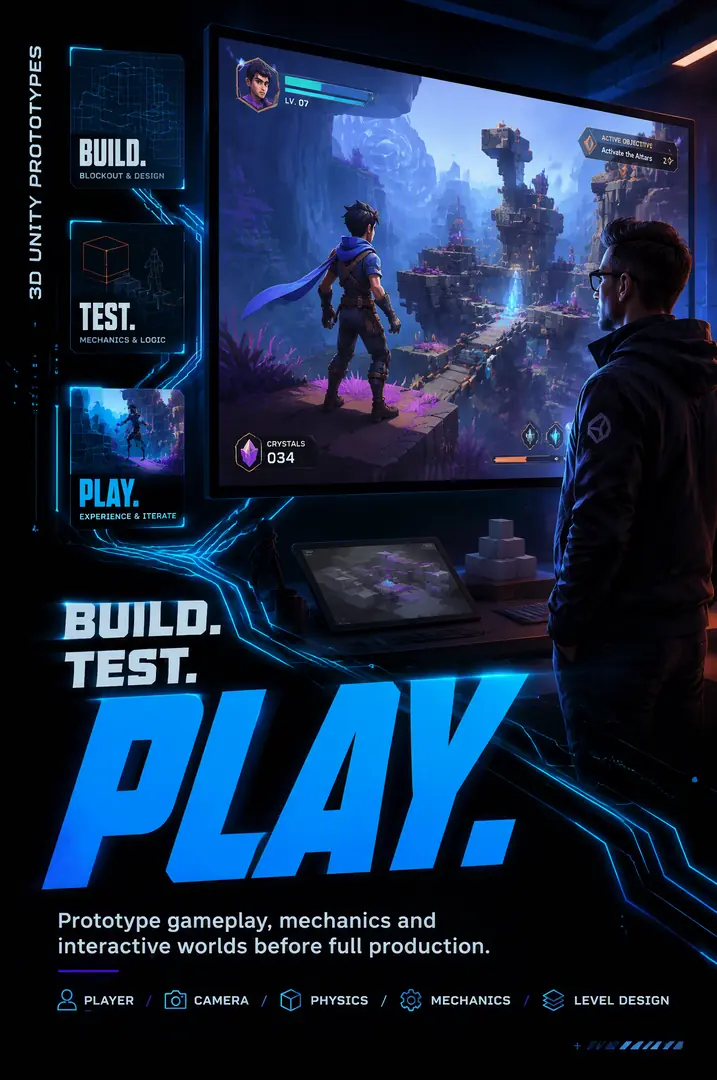 3D UNITY PROTOTYPES
BUILD.
BLOCKOUT & DESIGN
TEST.
MECHANICS & LOGIC
PLAY.
EXPERIENCE & ITERATE
LV. 07
ACTIVE OBJECTIVE
Activate the Altars
CRYSTALS
034
BUILD.
TEST.
PLAY.
Prototype gameplay, mechanics and
interactive worlds before full production.
PLAYER / CAMERA / PHYSICS / MECHANICS / LEVEL DESIGN